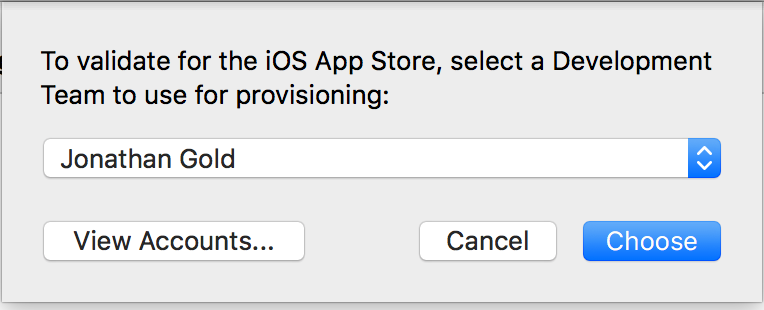 To validate for the iOS App Store, select a Development
Team to use for provisioning:
Jonathan Gold
View Accounts...
Cancel
Choose